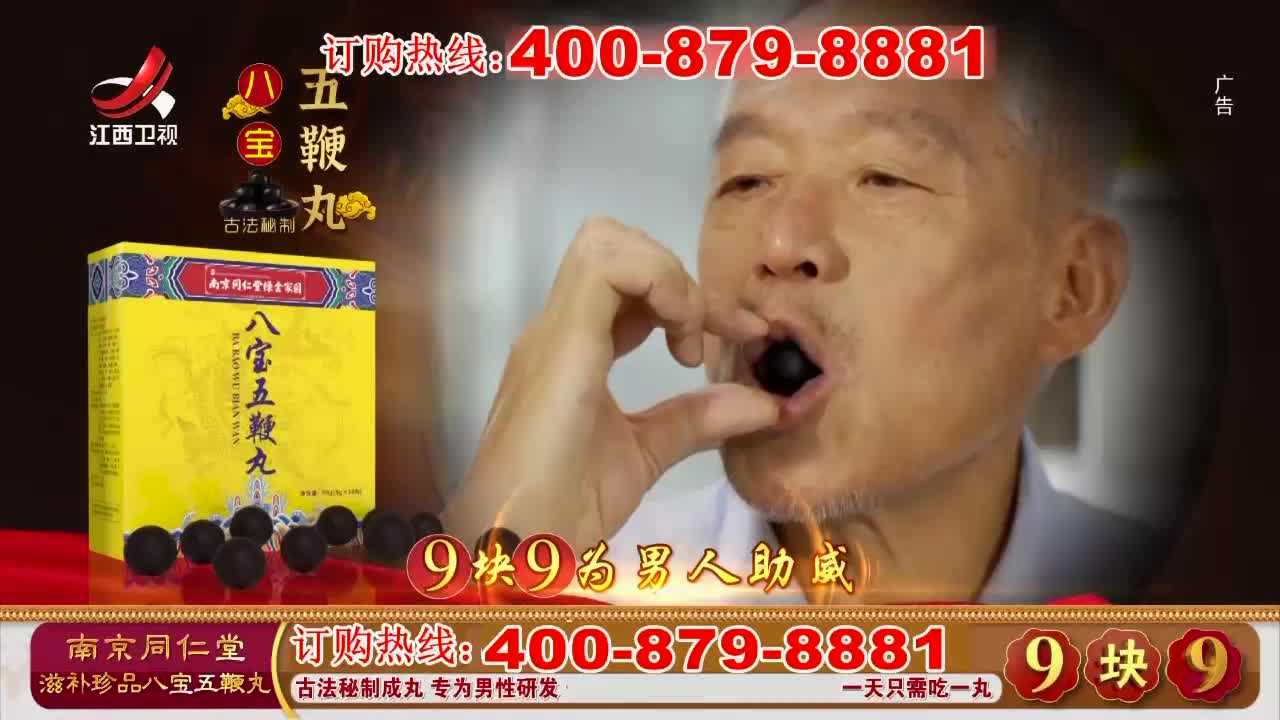 订购热线:400-879-8881
江西卫视
广告
八宝
五鞭丸
古法秘制
南京同仁堂绿金家园
八宝五鞭丸
BA BAO WU BIAN WAN
9块9为男人助威
南京同仁堂
滋补珍品八宝五鞭丸
订购热线:400-879-8881
古法秘制成丸 专为男性研发
一天只需吃一丸
9块9